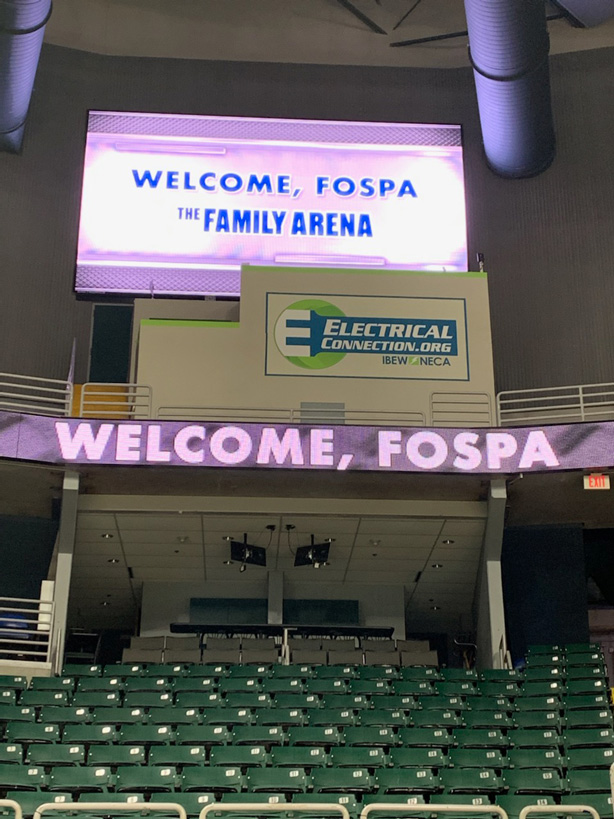 WELCOME, FOSPA
THE FAMILY ARENA
ELECTRICAL
CONNECTION.ORG
IBEW NECA
WELCOME, FOSPA
EXIT